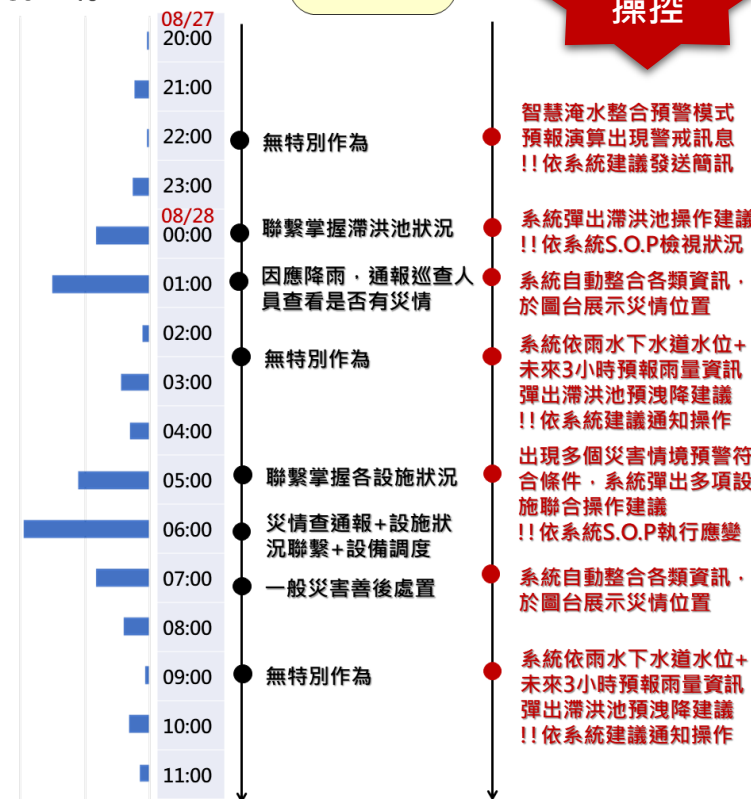 操控
08/27
20:00
21:00
22:00
23:00
08/28
00:00
01:00
02:00
03:00
04:00
05:00
06:00
07:00
08:00
09:00
10:00
11:00
無特別作為
聯繫掌握滯洪池狀況
因應降雨，通報巡查人
員查看是否有災情
無特別作為
聯繫掌握各設施狀況
災情查通報+設施狀
況聯繫+設備調度
一般災害善後處置
無特別作為
智慧淹水整合預警模式
預報演算出現警戒訊息
!!依系統建議發送簡訊
系統彈出滯洪池操作建議
!!依系統S.O.P檢視狀況
系統自動整合各類資訊，
於圖台展示災情位置
系統依雨水下水道水位+
未來3小時預報雨量資訊
彈出滯洪池預洩降建議
!!依系統建議通知操作
出現多個災害情境預警符
合條件，系統彈出多項設
施聯合操作建議
!!依系統S.O.P執行應變
系統自動整合各類資訊，
於圖台展示災情位置
系統依雨水下水道水位+
未來3小時預報雨量資訊
彈出滯洪池預洩降建議
!!依系統建議通知操作